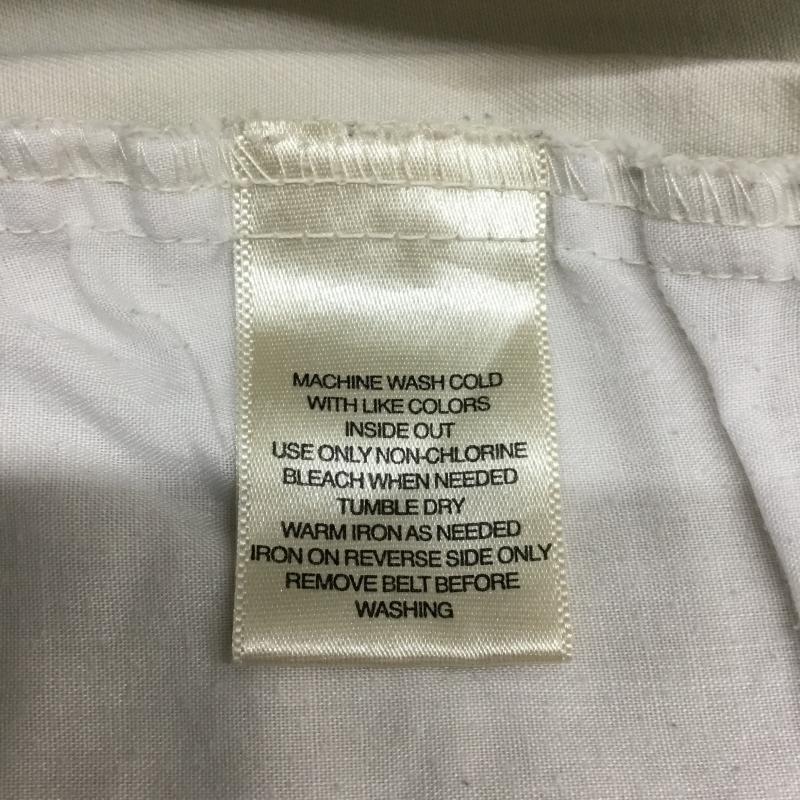 MACHINE WASH COLD
WITH LIKE COLORS
INSIDE OUT
USE ONLY NON-CHLORINE
BLEACH WHEN NEEDED
TUMBLE DRY
WARM IRON AS NEEDED
IRON ON REVERSE SIDE ONLY
REMOVE BELT BEFORE
WASHING